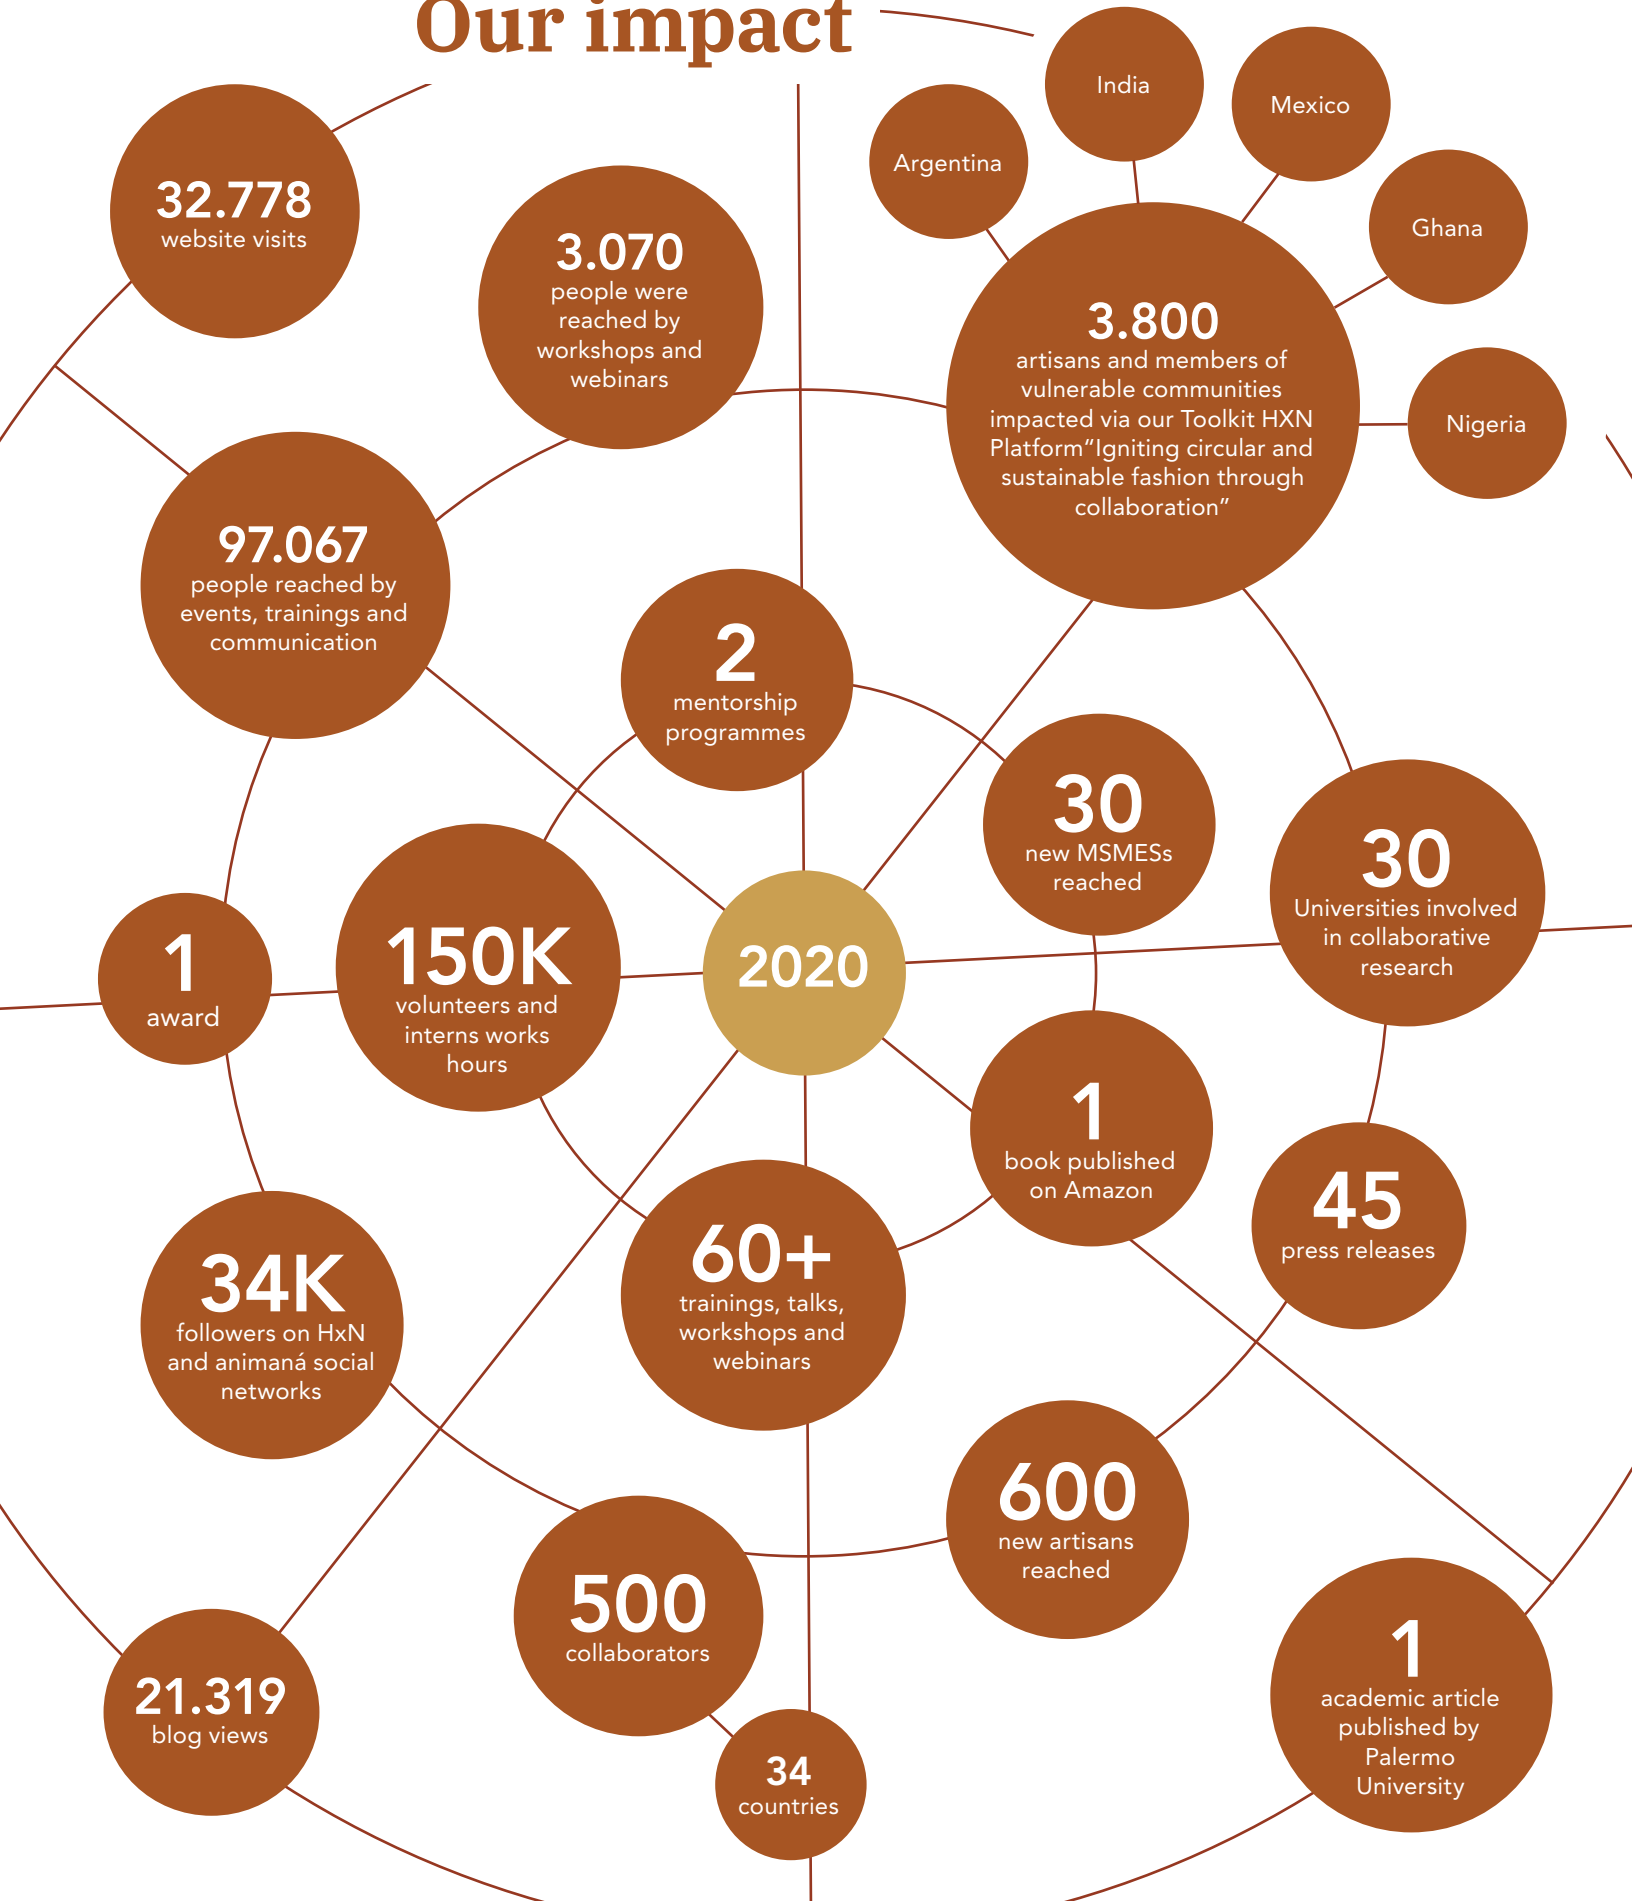 Our impact
India
Mexico
Argentina
Ghana
Nigeria
32.778
website visits
3.070
people were
reached by
workshops and
webinars
3.800
artisans and members of
vulnerable communities
impacted via our Toolkit HXN
Platform“Igniting circular and
sustainable fashion through
collaboration”
97.067
people reached by
events, trainings and
communication
2
mentorship
programmes
30
new MSMESs
reached
30
Universities involved
in collaborative
research
1
award
150K
volunteers and
interns works
hours
2020
1
book published
on Amazon
45
press releases
34K
followers on HxN
and animaná social
networks
60+
trainings, talks,
workshops and
webinars
600
new artisans
reached
500
collaborators
21.319
blog views
34
countries
1
academic article
published by
Palermo
University